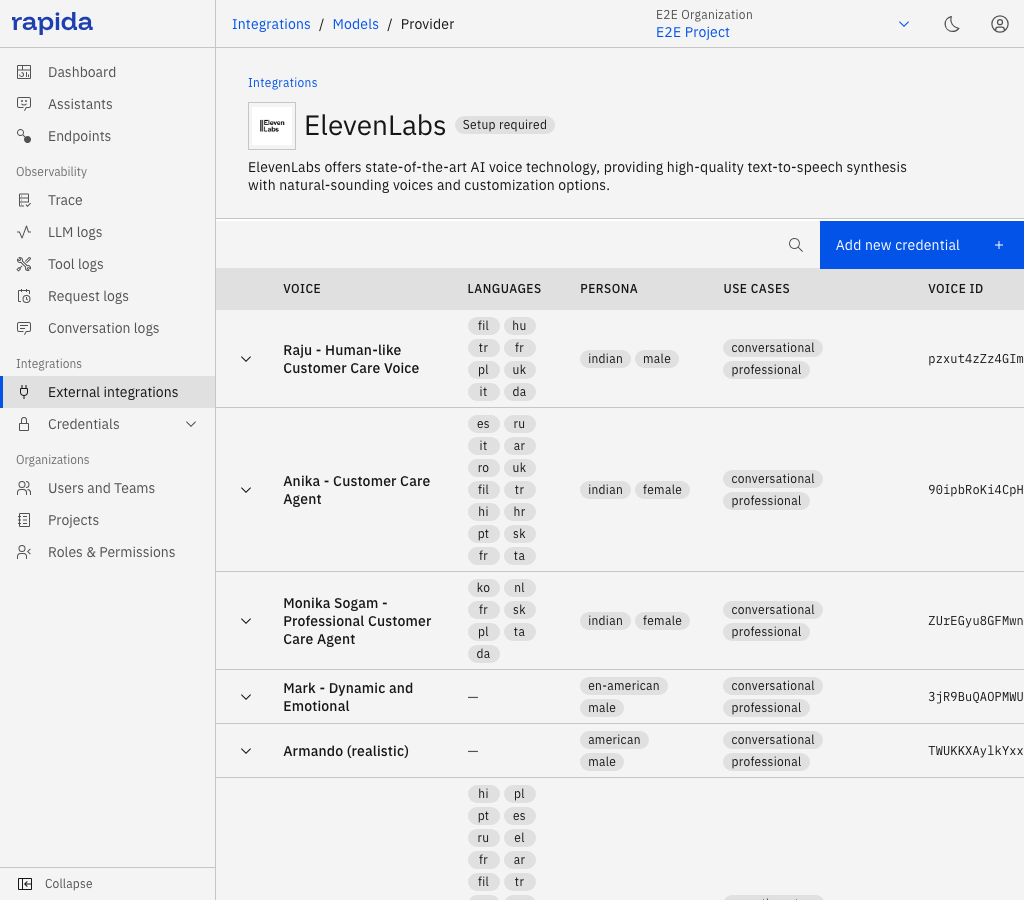 rapida
Integrations / Models / Provider
E2E Organization
E2E Project
Dashboard
Assistants
Endpoints
Observability
Trace
LLM logs
Tool logs
Request logs
Conversation logs
Integrations
External integrations
Credentials
Organizations
Users and Teams
Projects
Roles & Permissions
Collapse
Integrations
Eleven
Labs
ElevenLabs
Setup required
ElevenLabs offers state-of-the-art AI voice technology, providing high-quality text-to-speech synthesis
with natural-sounding voices and customization options.
Add new credential +
VOICE LANGUAGES PERSONA USE CASES VOICE ID
Raju - Human-like
Customer Care Voice
fil hu
tr fr
pl uk
it da
indian male
conversational
professional
pzxut4zZz4GIm
Anika - Customer Care
Agent
es ru
it ar
ro uk
fil tr
hi hr
pt sk
fr ta
indian female
conversational
professional
90ipbRoKi4CpH
Monika Sogam -
Professional Customer
Care Agent
ko nl
fr sk
pl ta
da
indian female
conversational
professional
ZUrEGyu8GFMwn
Mark - Dynamic and
Emotional
—
en-american
male
conversational
professional
3jR9BuQAOPMWU
Armando (realistic)
—
american
male
conversational
professional
TWUKKXAylkYxx
hi pl
pt es
ru el
fr ar
fil tr